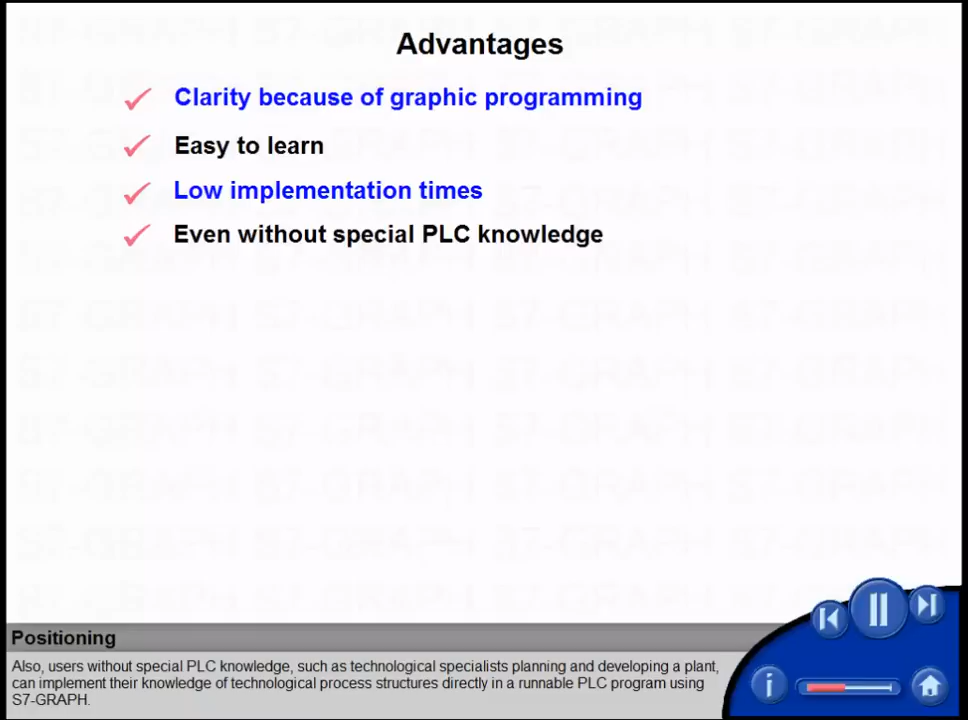 Advantages
Clarity because of graphic programming
Easy to learn
Low implementation times
Even without special PLC knowledge
Positioning
Also, users without special PLC knowledge, such as technological specialists planning and developing a plant,
can implement their knowledge of technological process structures directly in a runnable PLC program using
S7-GRAPH.